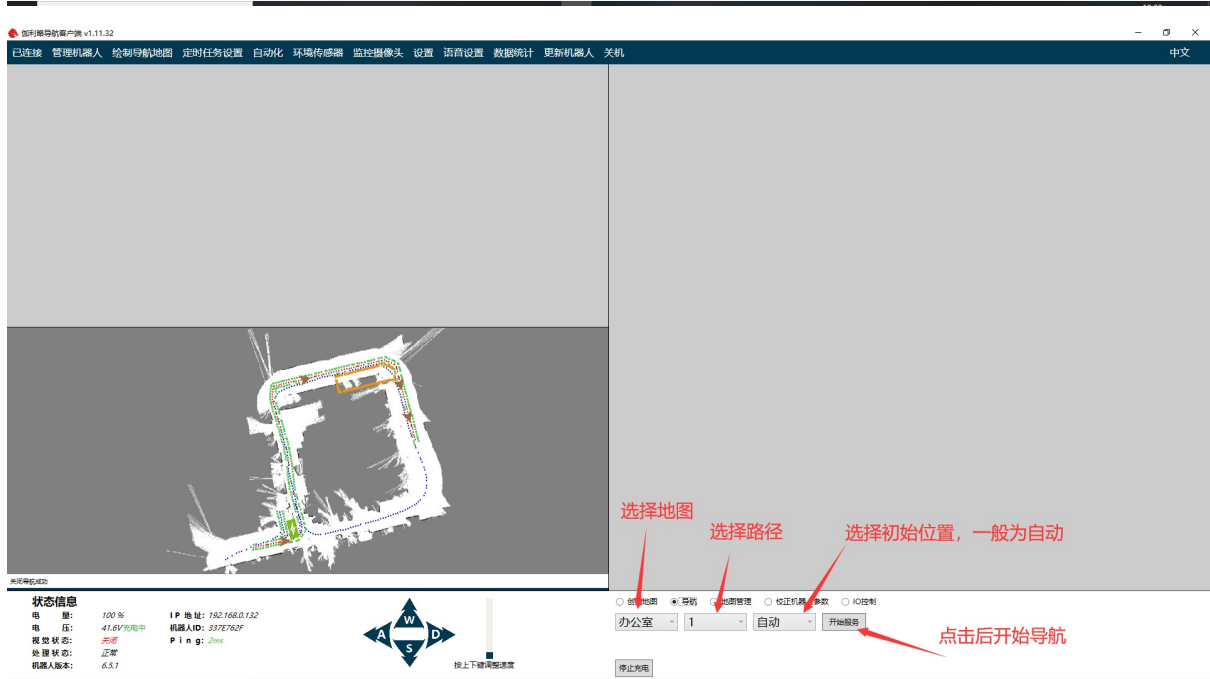 伽利略导航客户端 v1.11.32
已连接 管理机器人 绘制导航地图 定时任务设置 自动化 环境传感器 监控摄像头 设置 语音设置 数据统计 更新机器人 关机 中文
选择地图
选择路径
选择初始位置，一般为自动
关闭导航成功
状态信息
电 量: 100 % IP 地址: 192.168.0.132
电 压: 41.6V充电中 机器人ID: 337E762F
视觉状态: 关闭 Ping: 2ms
处理状态: 正常
机器人版本: 6.5.1
W
A D
S
按上下键调整速度
创建地图 导航 地图管理 校正机器人参数 IO控制
办公室 1 自动 开始服务
点击后开始导航
停止充电